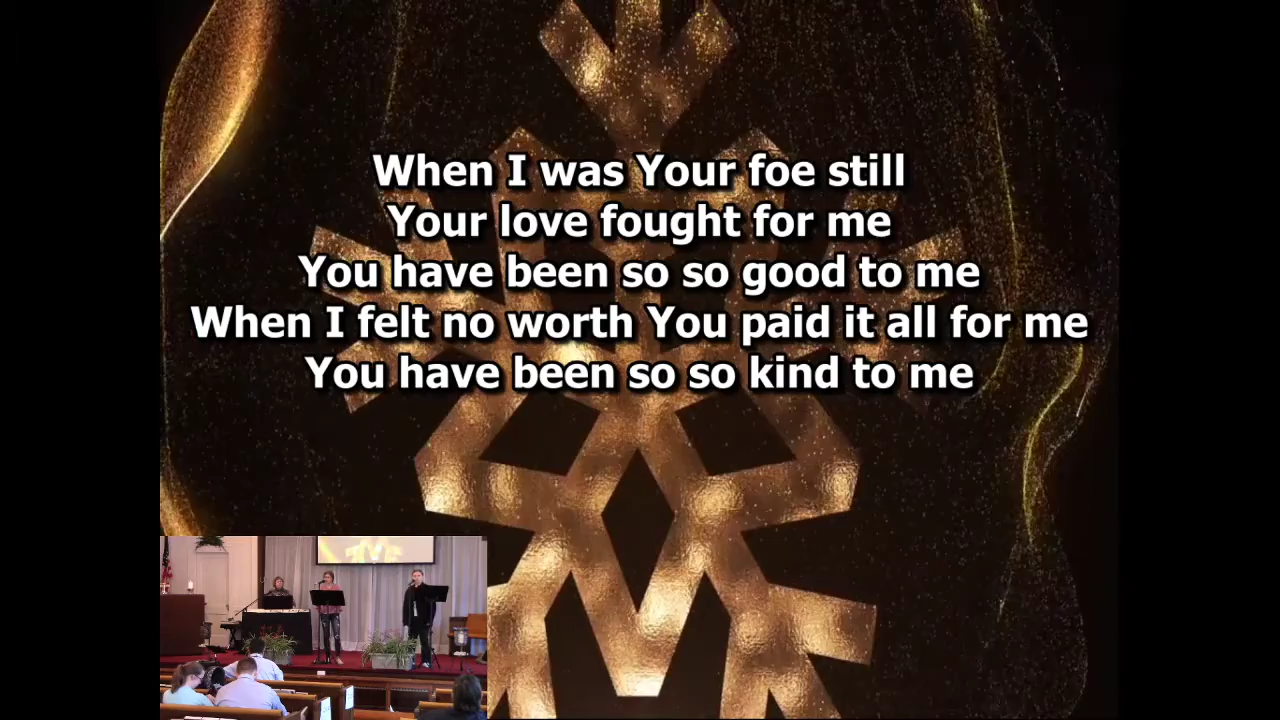 When I was Your foe still
Your love fought for me
You have been so so good to me
When I felt no worth You paid it all for me
You have been so so kind to me